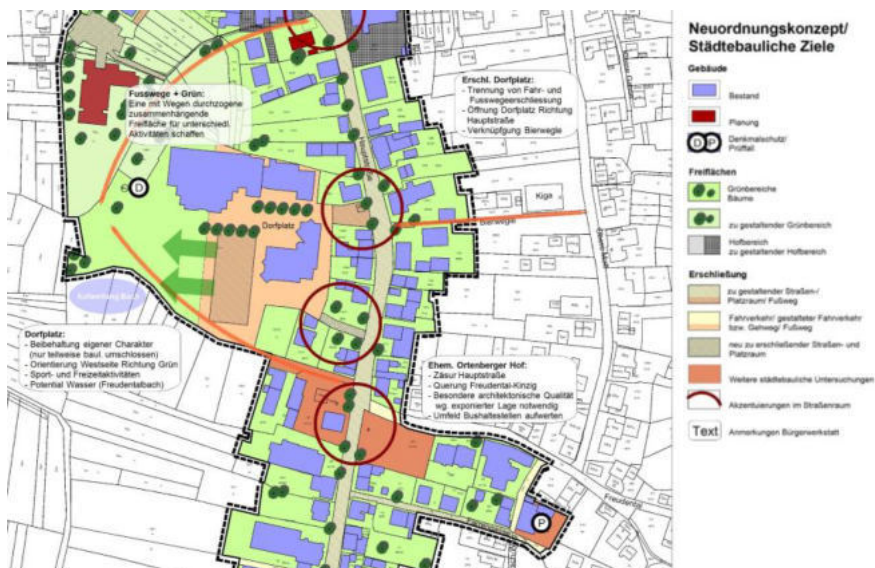 Fusswege + Grün:
Eine mit Wegen durchzogene
zusammenhängende
Freifläche für unterschiedl.
Aktivitäten schaffen
Erschl. Dorfplatz:
- Trennung von Fahr- und
Fusswegeerschliessung
- Öffnung Dorfplatz Richtung
Hauptstraße
- Verknüpfung Bierwegle
Hauptstraße
Kiga
Bierwegle
D
Dorfplatz
Aufwertung Bach
Dorfplatz:
- Beibehaltung eigener Charakter
(nur teilweise baul. umschlossen)
- Orientierung Westseite Richtung Grün
- Sport- und Freizeitaktivitäten
- Potential Wasser (Freudentalbach)
Ehem. Ortenberger Hof:
- Zäsur Hauptstraße
- Querung Freudental-Kinzig
- Besondere architektonische Qualität
wg. exponierter Lage notwendig
- Umfeld Bushaltestellen aufwerten
Freudental
P
Neuordnungskonzept/
Städtebauliche Ziele
Gebäude
Bestand
Planung
D P Denkmalschutz/
Prüffall
Freiflächen
Grünbereiche
Bäume
zu gestaltender Grünbereich
Hofbereich
zu gestaltender Hofbereich
Erschließung
zu gestaltender Straßen-/
Platzraum/ Fußweg
Fahrverkehr/ gestalteter Fahrverkehr
bzw. Gehweg/ Fußweg
neu zu erschließender Straßen- und
Platzraum
Weitere städtebauliche Untersuchungen
Akzentuierungen im Straßenraum
Text Anmerkungen Bürgerwerkstatt